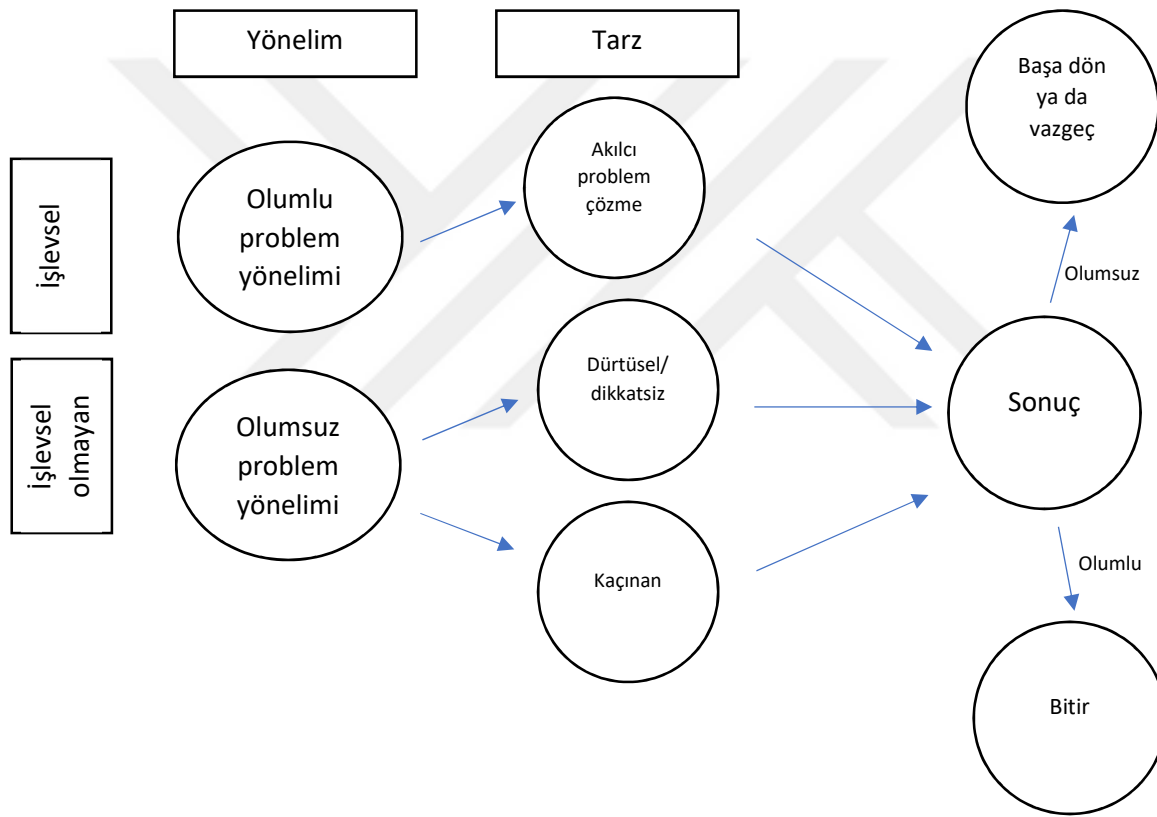 Yönelim
Tarz
İşlevsel
Olumlu
problem
yönelimi
Akılcı
problem
çözme
Başa dön
ya da
vazgeç
Olumsuz
İşlevsel
olmayan
Olumsuz
problem
yönelimi
Dürtüsel/
dikkatsiz
Kaçınan
Sonuç
Olumlu
Bitir